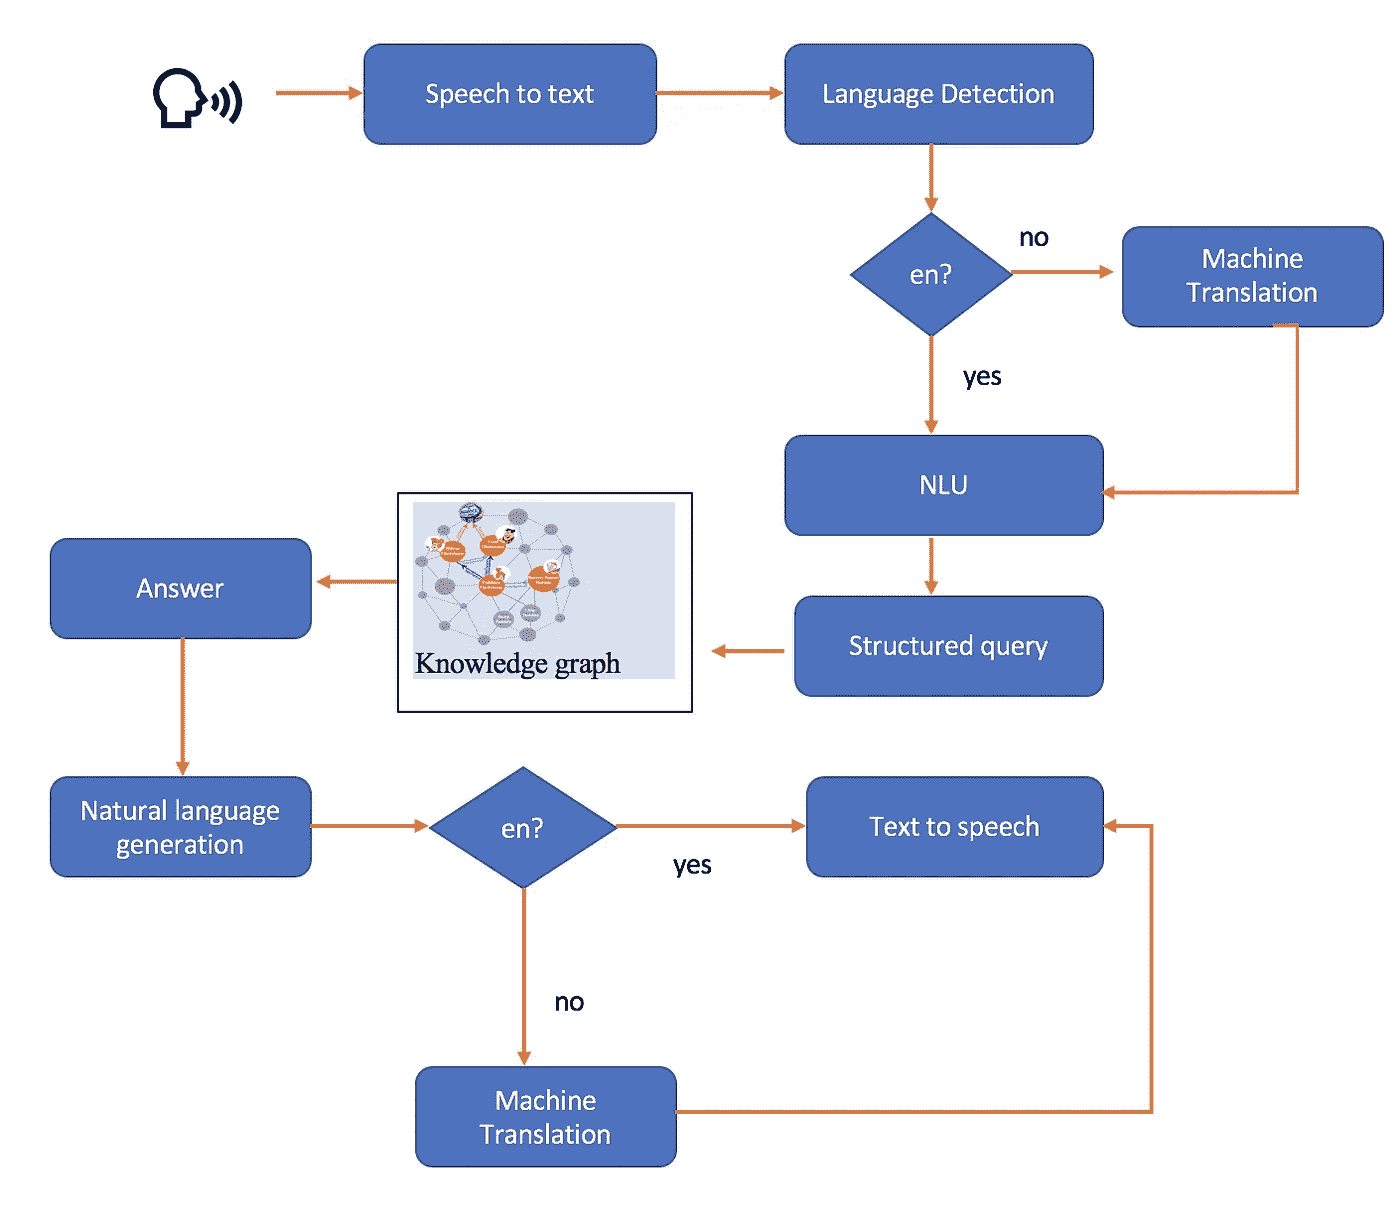 Speech to text
Language Detection
en?
no
Machine
Translation
yes
NLU
Structured query
Knowledge graph
Answer
Natural language
generation
en?
yes
Text to speech
no
Machine
Translation